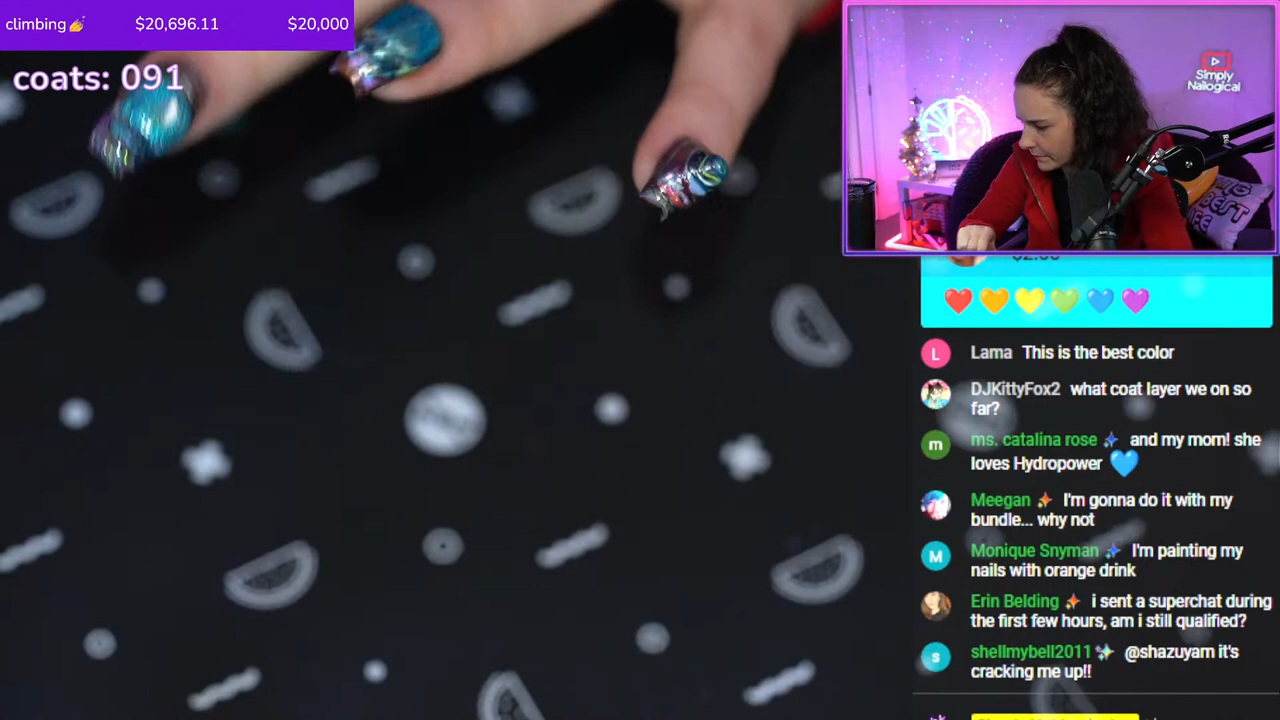 climbing💅 $20,696.11 $20,000
coats: 091
Simply
Nailogical
Lama This is the best color
DJKittyFox2 what coat layer we on so
far?
ms. catalina rose and my mom! she
loves Hydropower 💙
Meegan I'm gonna do it with my
bundle... why not
Monique Snyman I'm painting my
nails with orange drink
Erin Belding i sent a superchat during
the first few hours, am i still qualified?
shellmybell2011 @shazuyam it's
cracking me up!!